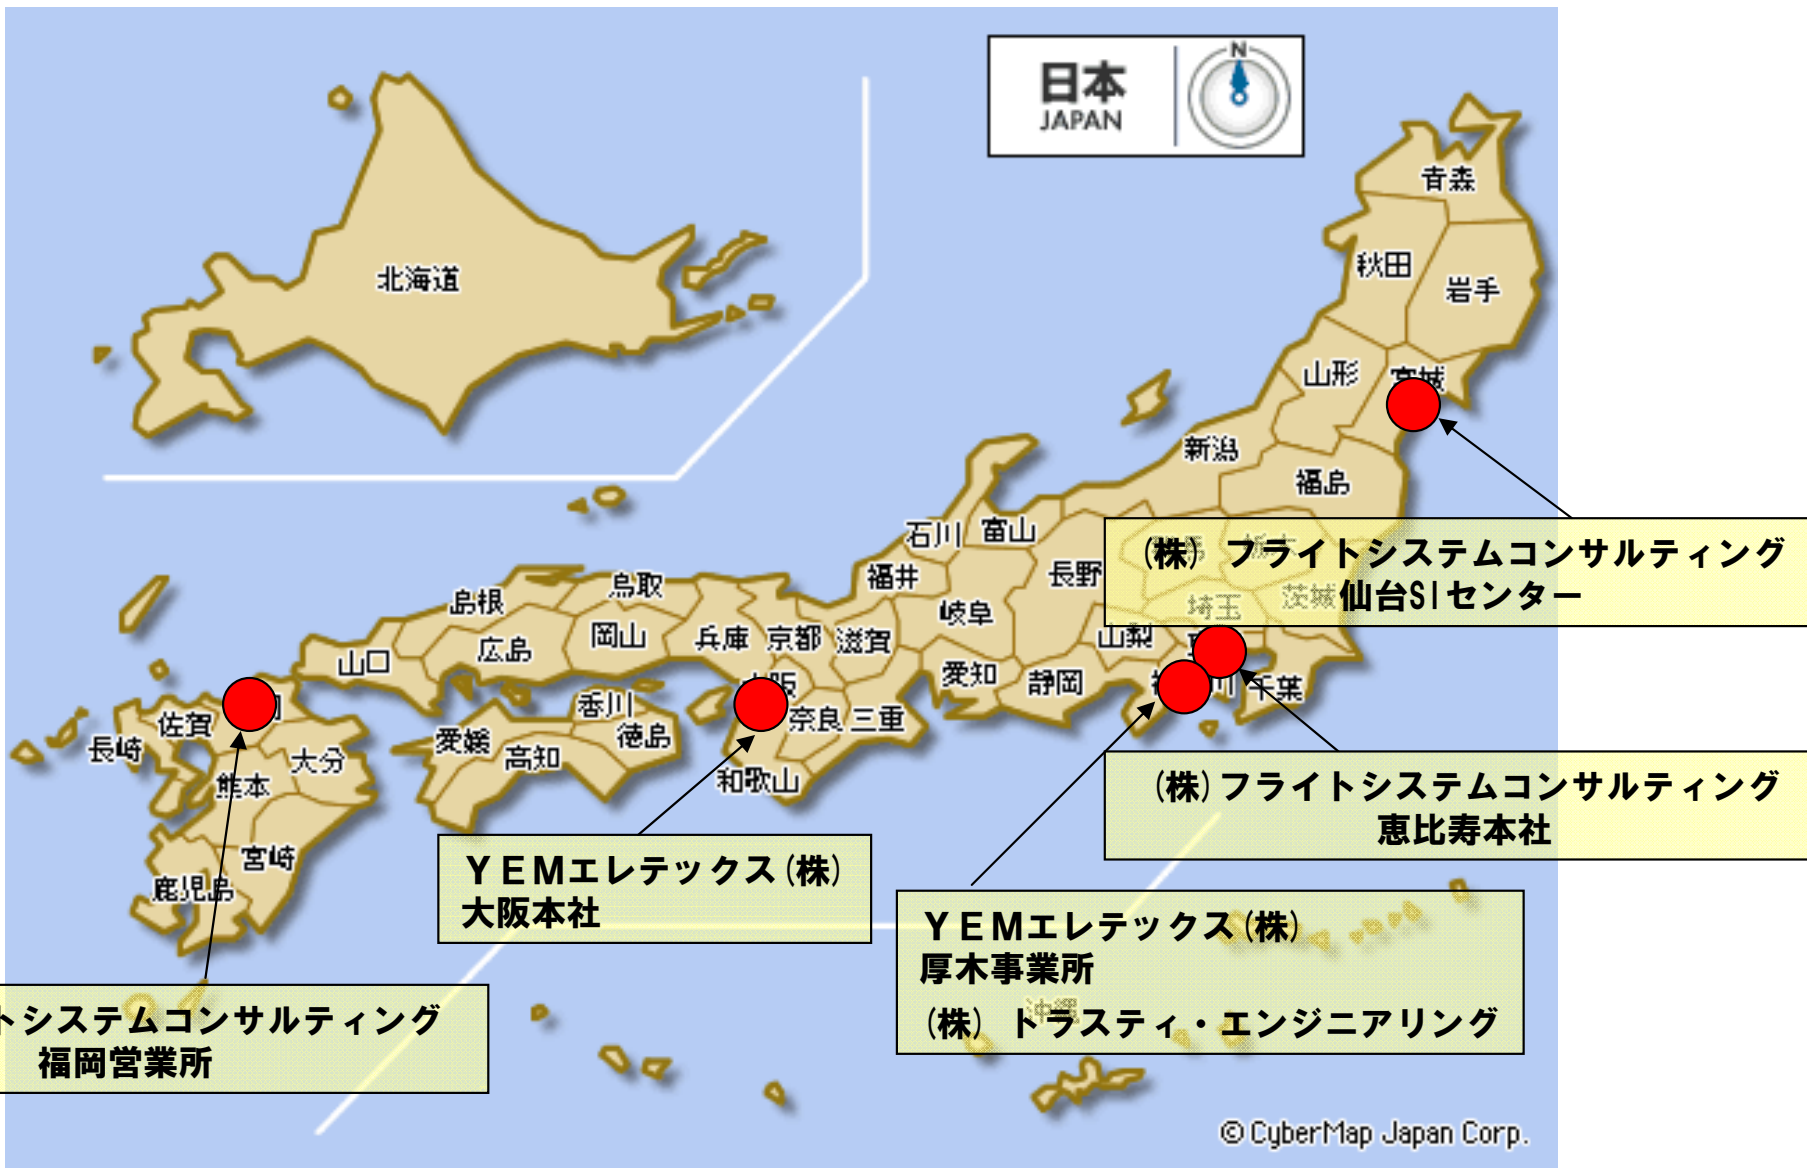 日本
JAPAN
N
北海道
青森
秋田
岩手
山形
宮城
新潟
福島
石川
富山
福井
長野
栃木
茨城
埼玉
岐阜
山梨
愛知
静岡
千葉
島根
鳥取
岡山
広島
山口
兵庫
京都
滋賀
奈良
三重
和歌山
香川
徳島
愛媛
高知
佐賀
長崎
大分
熊本
宮崎
鹿児島
沖縄
(株) フライトシステムコンサルティング
仙台SIセンター
(株)フライトシステムコンサルティング
恵比寿本社
ＹＥＭエレテックス(株)
大阪本社
ＹＥＭエレテックス(株)
厚木事業所
(株) トラスティ・エンジニアリング
トシステムコンサルティング
福岡営業所
© CyberMap Japan Corp.